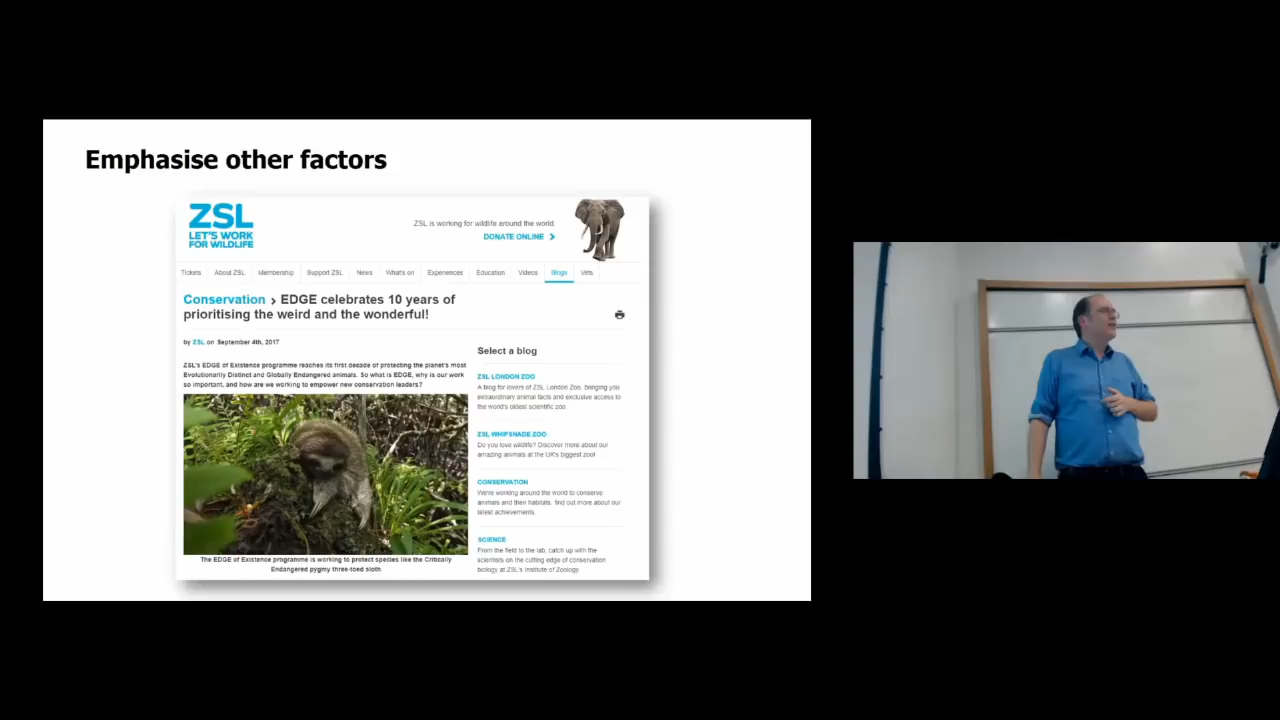 Emphasise other factors
ZSL
LET'S WORK
FOR WILDLIFE
ZSL is working for wildlife around the world.
DONATE ONLINE >
Tickets About ZSL Membership Support ZSL News What's on Experiences Education Videos Blogs Vets
Conservation > EDGE celebrates 10 years of
prioritising the weird and the wonderful!
by ZSL on September 4th, 2017
ZSL's EDGE of Existence programme reaches its first decade of protecting the planet's most
Evolutionarily Distinct and Globally Endangered animals. So what is EDGE, why is our work
so important, and how are we working to empower new conservation leaders?
The EDGE of Existence programme is working to protect species like the Critically
Endangered pygmy three-toed sloth
Select a blog
ZSL LONDON ZOO
A blog for lovers of ZSL London Zoo, bringing you
extraordinary animal facts and exclusive access to
the world's oldest scientific zoo.
ZSL WHIPSNADE ZOO
Do you love wildlife? Discover more about our
amazing animals at the UK's biggest zoo!
CONSERVATION
We're working around the world to conserve
animals and their habitats, find out more about our
latest achievements.
SCIENCE
From the field to the lab, catch up with the
scientists on the cutting edge of conservation
biology at ZSL's Institute of Zoology